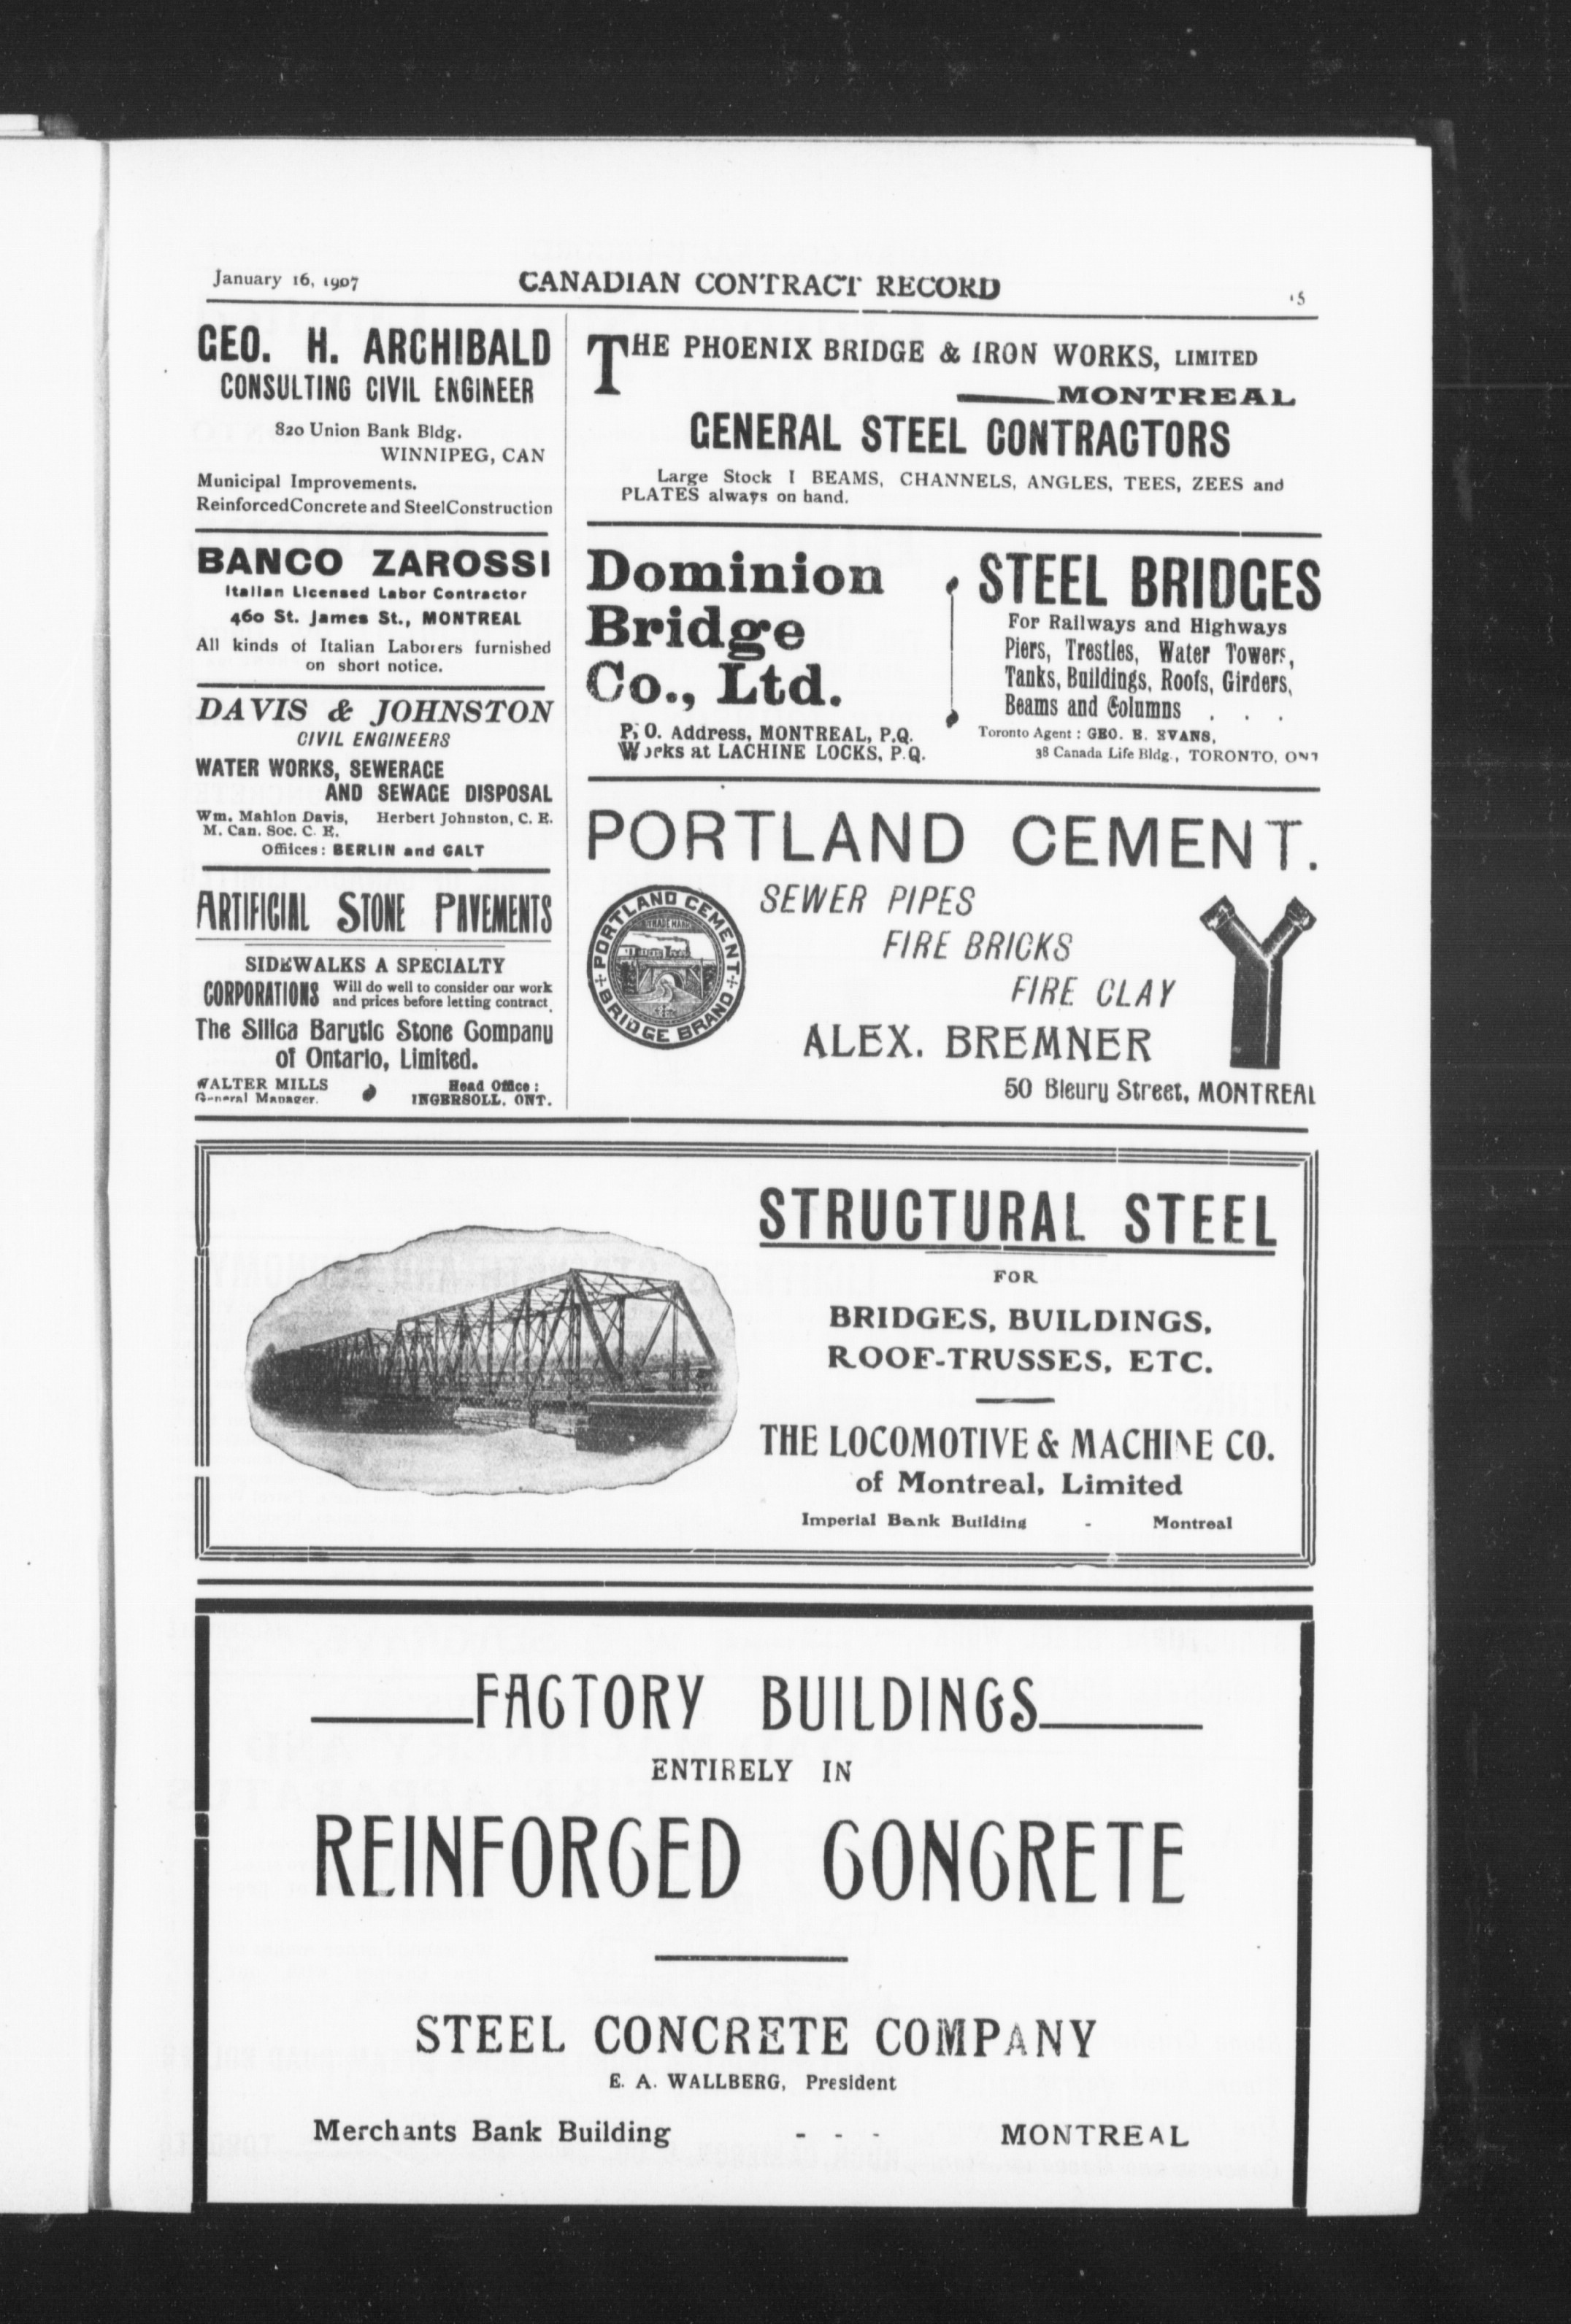 January 16, 1907
CANADIAN CONTRACT RECORD
15
GEO. H. ARCHIBALD
CONSULTING CIVIL ENGINEER
820 Union Bank Bldg.
WINNIPEG, CAN
Municipal Improvements.
Reinforced Concrete and Steel Construction
BANCO ZAROSSI
Italian Licensed Labor Contractor
460 St. James St., MONTREAL
All kinds of Italian Laborers furnished
on short notice.
DAVIS & JOHNSTON
CIVIL ENGINEERS
WATER WORKS, SEWERAGE
AND SEWAGE DISPOSAL
Wm. Mahlon Davis, Herbert Johnston, C. E.
M. Can. Soc. C. E.
Offiices: BERLIN and GALT
ARTIFICIAL STONE PAVEMENTS
SIDEWALKS A SPECIALTY
CORPORATIONS Will do well to consider our work
and prices before letting contract.
The Silica Barytic Stone Company
of Ontario, Limited.
WALTER MILLS
General Manager.
Head Office:
INGERSOLL, ONT.
THE PHOENIX BRIDGE & IRON WORKS, LIMITED
MONTREAL
GENERAL STEEL CONTRACTORS
Large Stock I BEAMS, CHANNELS, ANGLES, TEES, ZEES and
PLATES always on hand.
Dominion
Bridge
Co., Ltd.
P. O. Address, MONTREAL, P.Q.
Works at LACHINE LOCKS, P.Q.
STEEL BRIDGES
For Railways and Highways
Piers, Trestles, Water Towers,
Tanks, Buildings, Roofs, Girders,
Beams and Columns . . .
Toronto Agent: GEO. E. EVANS,
38 Canada Life Bldg., TORONTO, ONT
PORTLAND CEMENT.
PORTLAND CEMENT
TRADE MARK
BRIDGE BRAND
SEWER PIPES
FIRE BRICKS
FIRE CLAY
ALEX. BREMNER
50 Bleury Street, MONTREAL
STRUCTURAL STEEL
FOR
BRIDGES, BUILDINGS,
ROOF-TRUSSES, ETC.
THE LOCOMOTIVE & MACHINE CO.
of Montreal, Limited
Imperial Bank Building - Montreal
FACTORY BUILDINGS
ENTIRELY IN
REINFORCED CONCRETE
STEEL CONCRETE COMPANY
E. A. WALLBERG, President
Merchants Bank Building - - - MONTREAL